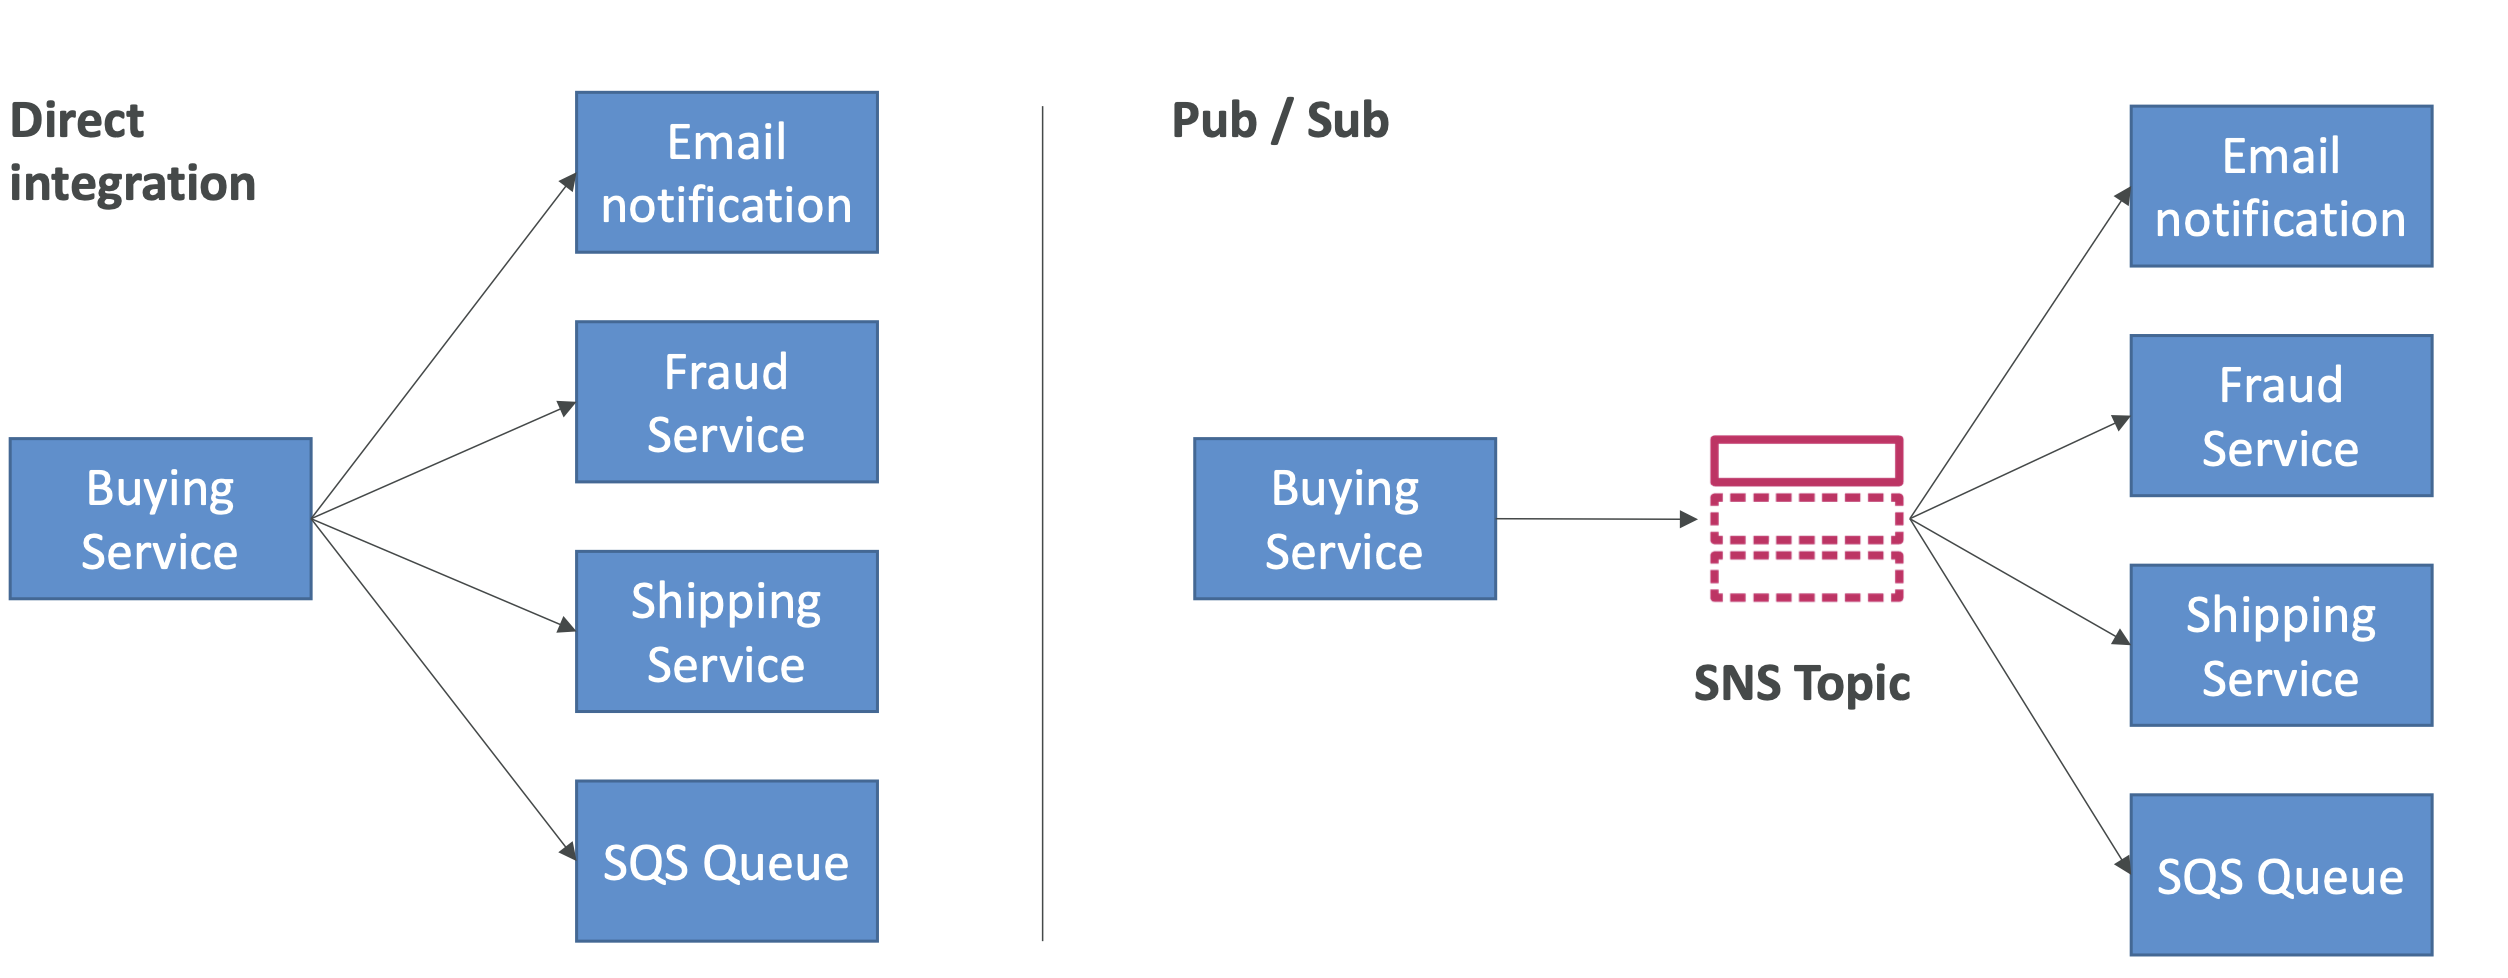 Direct
integration
Email
notification
Fraud
Service
Buying
Service
Shipping
Service
SQS Queue
Pub / Sub
Buying
Service
SNS Topic
Email
notification
Fraud
Service
Shipping
Service
SQS Queue